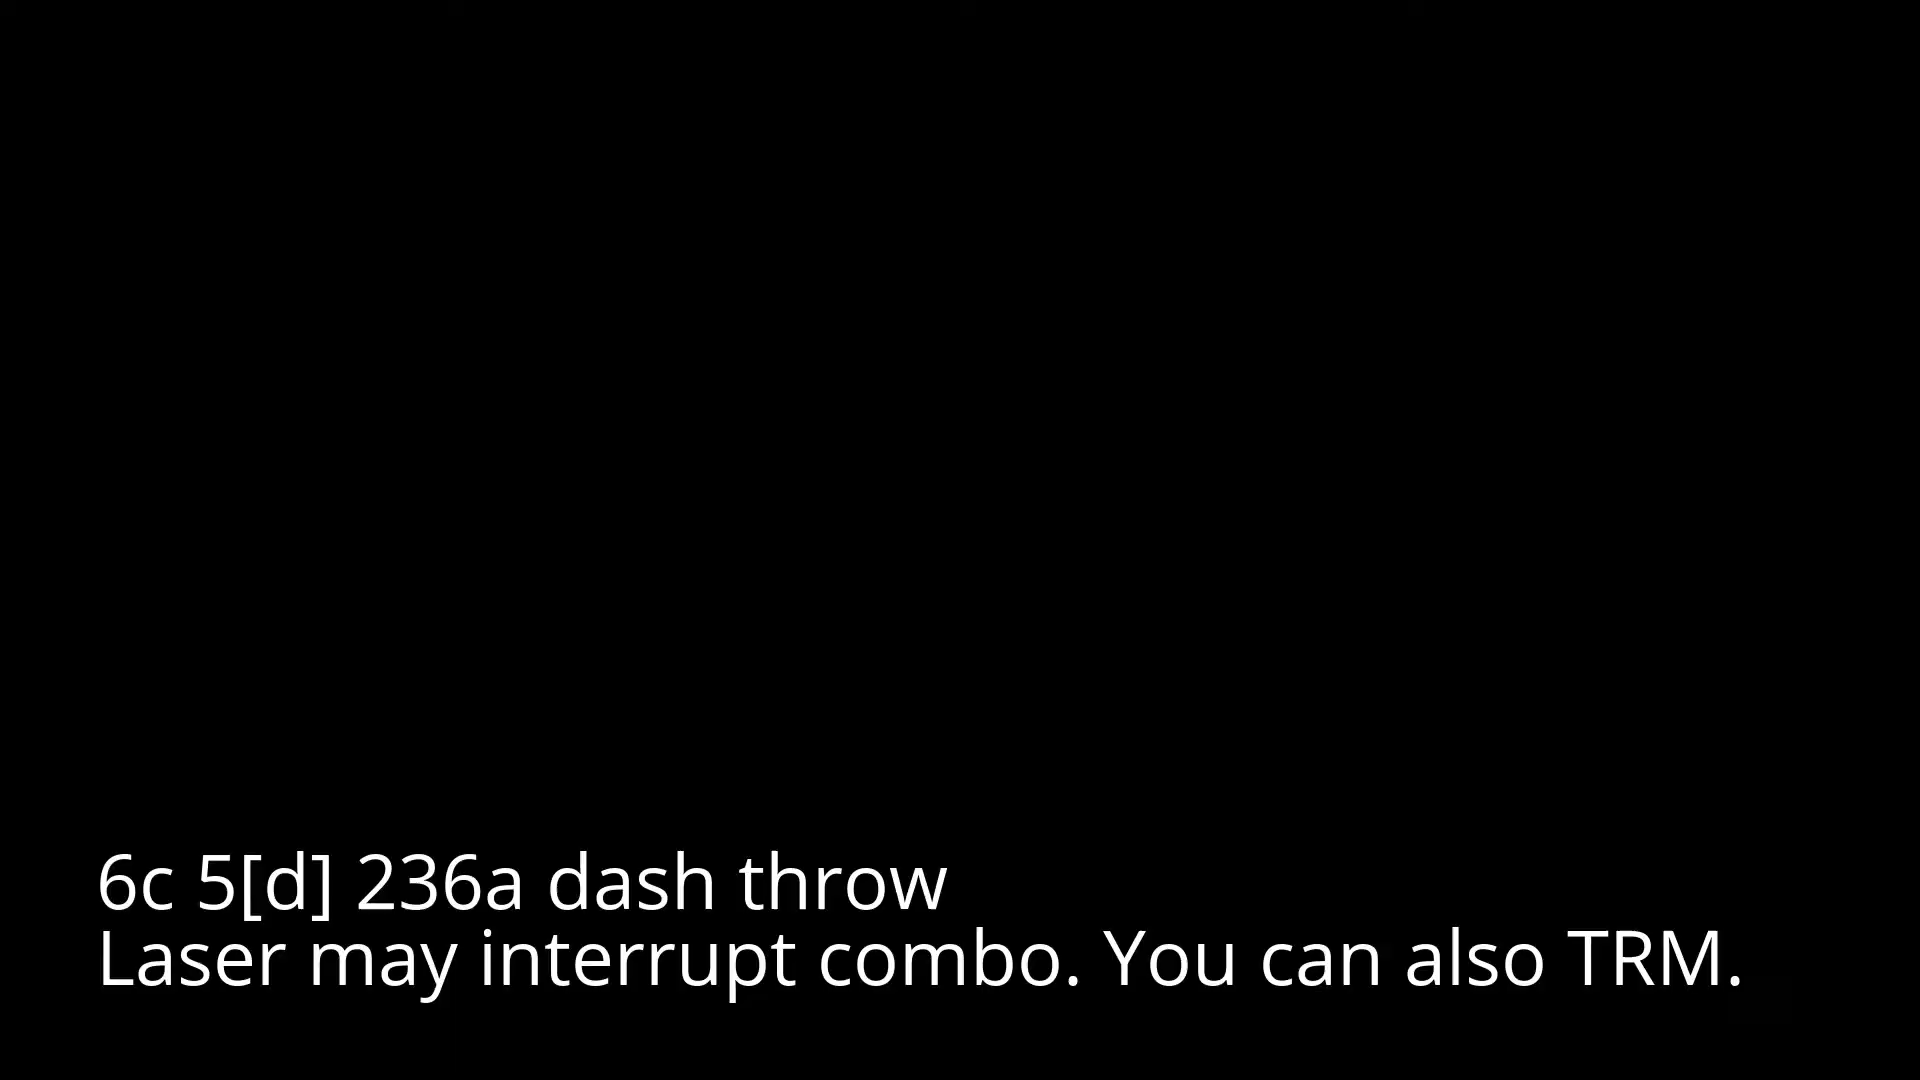 6c 5[d] 236a dash throw
Laser may interrupt combo. You can also TRM.